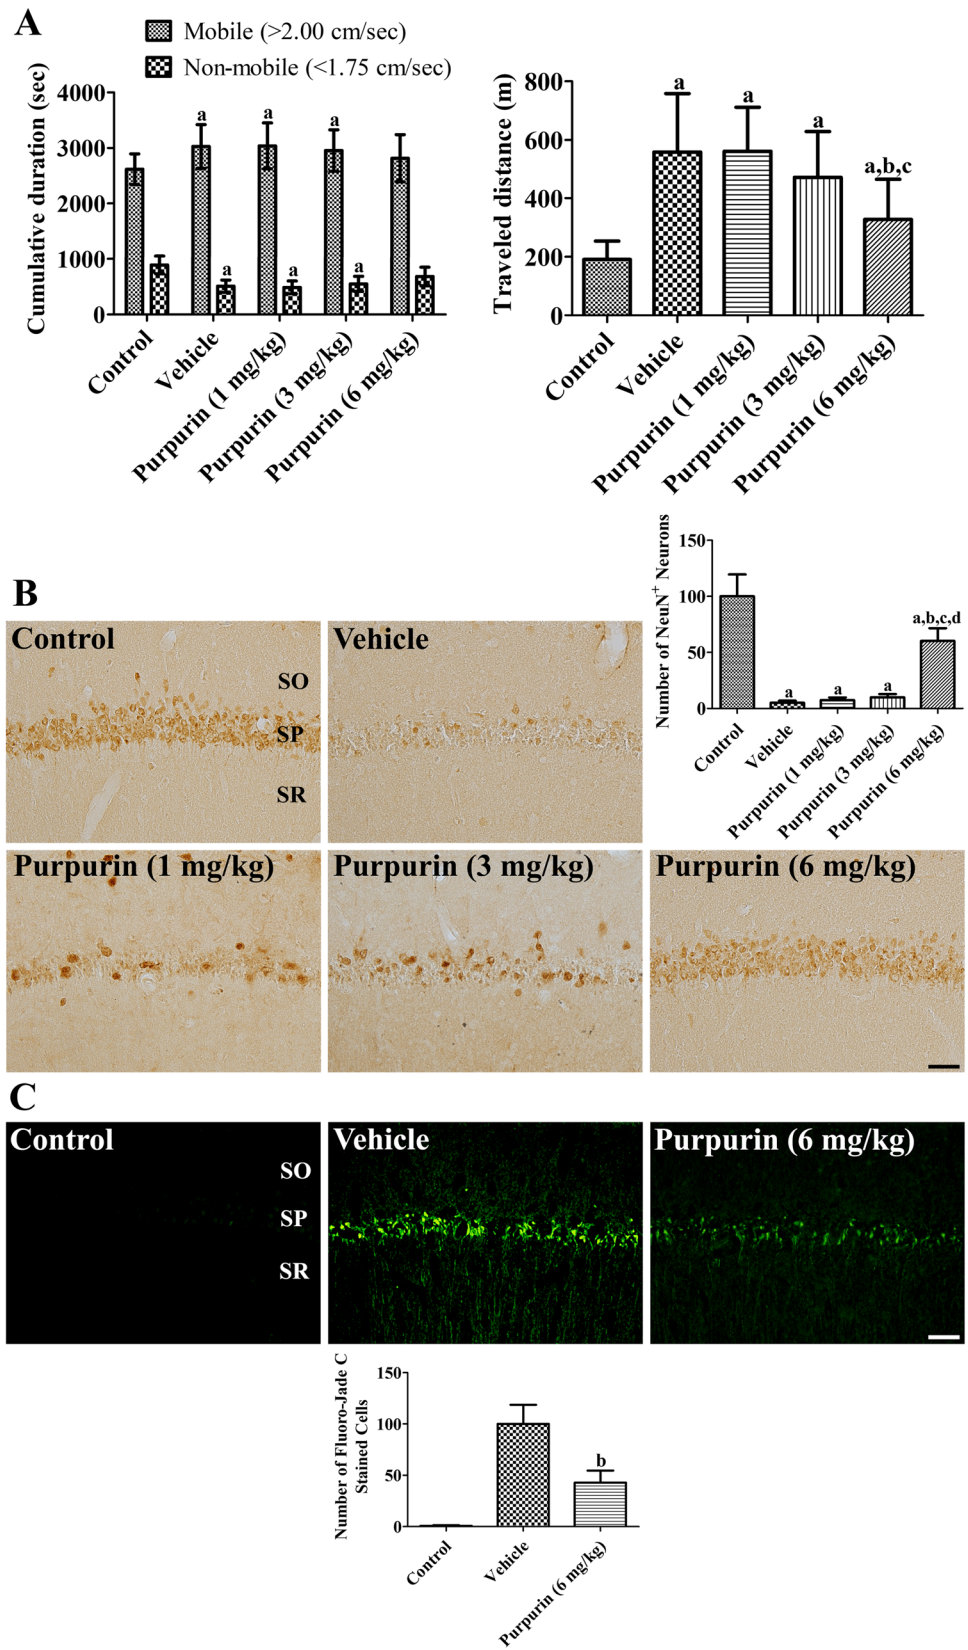 A
Mobile (>2.00 cm/sec)
Non-mobile (<1.75 cm/sec)
Cumulative duration (sec)
4000
3000
2000
1000
0
a
a
a
a
a
a
Control
Vehicle
Purpurin (1 mg/kg)
Purpurin (3 mg/kg)
Purpurin (6 mg/kg)
Traveled distance (m)
800
600
400
200
0
a
a
a
a,b,c
Control
Vehicle
Purpurin (1 mg/kg)
Purpurin (3 mg/kg)
Purpurin (6 mg/kg)
B
Control
SO
SP
SR
Vehicle
Number of NeuN+ Neurons
150
100
50
0
a
a
a
a,b,c,d
Control
Vehicle
Purpurin (1 mg/kg)
Purpurin (3 mg/kg)
Purpurin (6 mg/kg)
Purpurin (1 mg/kg)
Purpurin (3 mg/kg)
Purpurin (6 mg/kg)
C
Control
SO
SP
SR
Vehicle
Purpurin (6 mg/kg)
Number of Fluoro-Jade C
Stained Cells
150
100
50
0
b
Control
Vehicle
Purpurin (6 mg/kg)